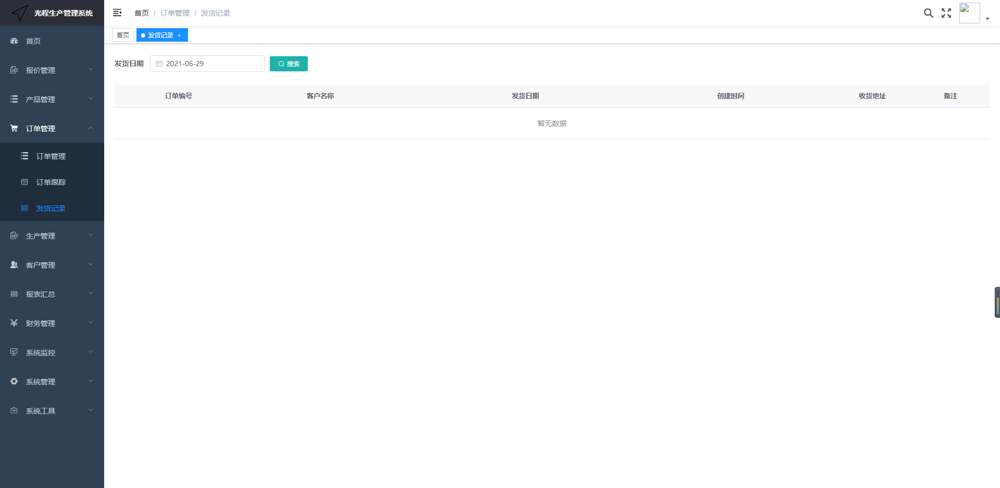 光程生产管理系统
首页 / 订单管理 / 发货记录
首页
发货记录 ×
首页
报价管理
产品管理
订单管理
订单管理
订单跟踪
发货记录
生产管理
客户管理
报表汇总
财务管理
系统监控
系统管理
系统工具
发货日期 2021-06-29 搜索
订单编号 客户名称 发货日期 创建时间 收货地址 备注
暂无数据